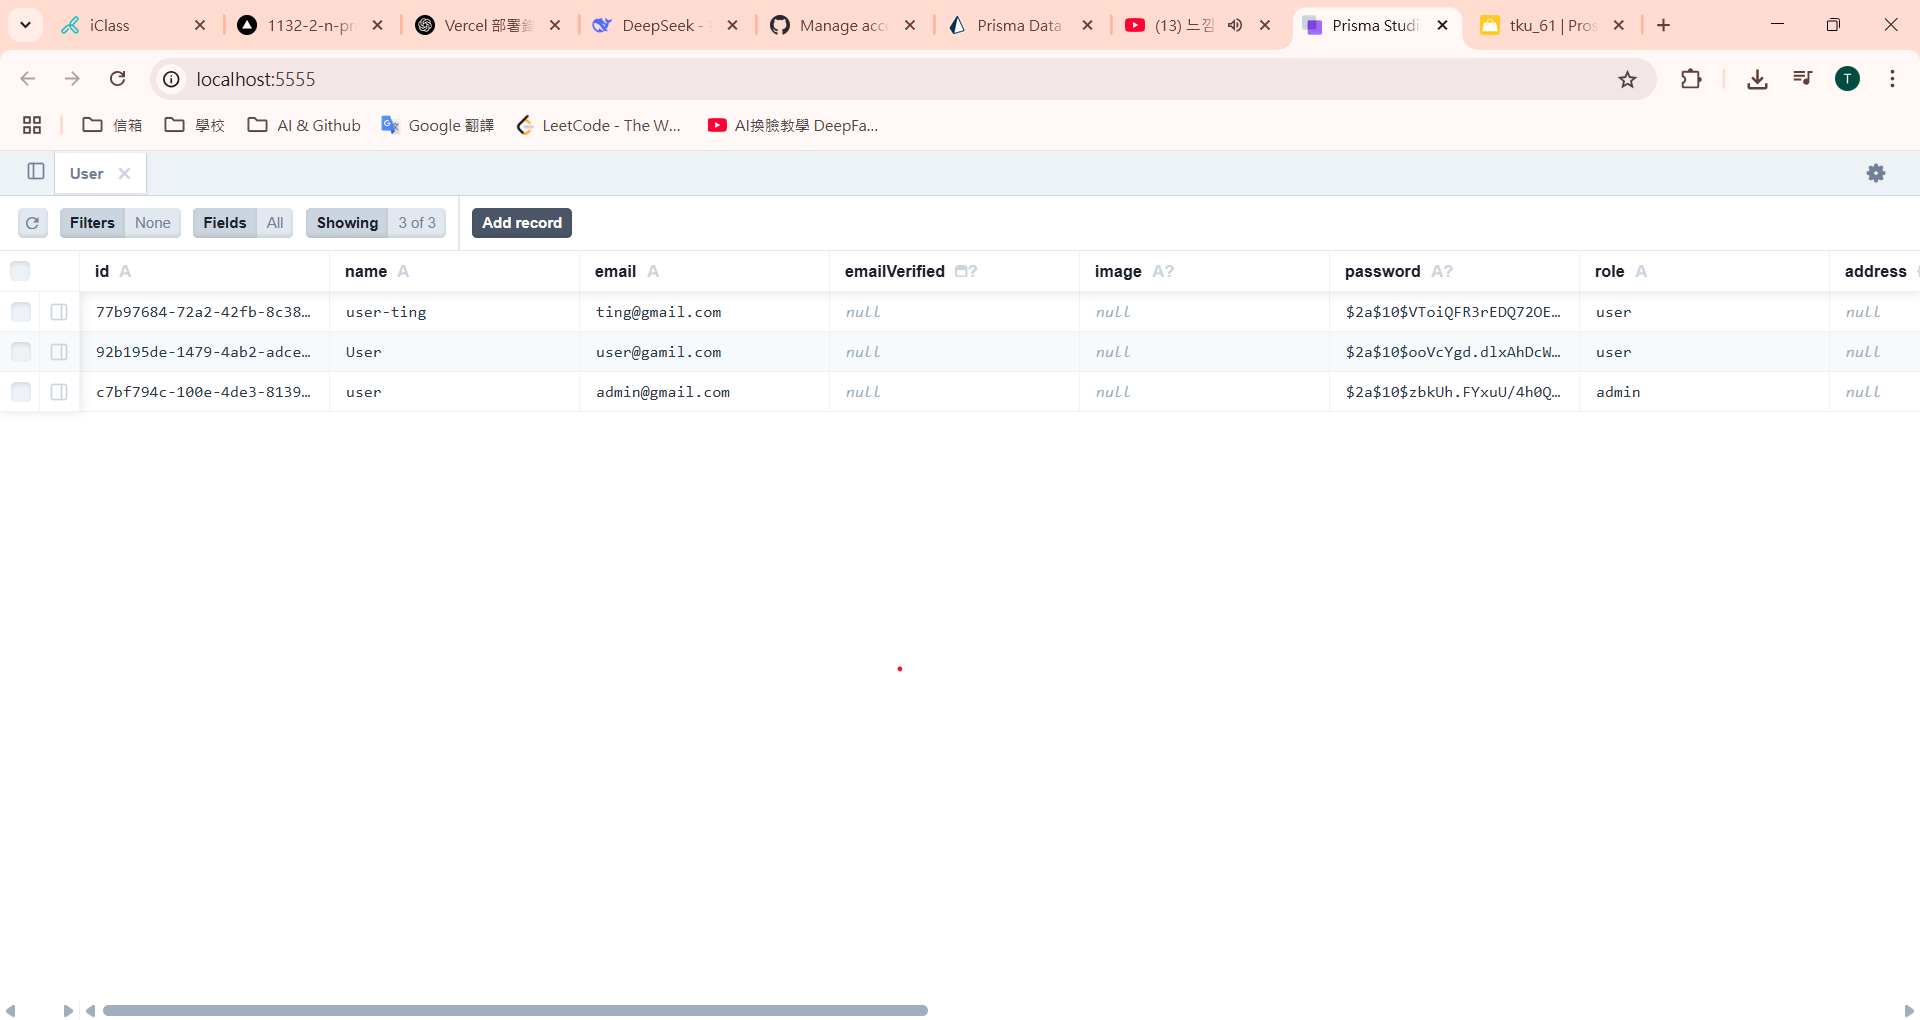 iClass
1132-2-n-pr
Vercel 部署錯
DeepSeek -
Manage acce
Prisma Data
(13) 느낌
Prisma Studi
tku_61 | Pros
localhost:5555
T
信箱
學校
AI & Github
Google 翻譯
LeetCode - The W...
AI換臉教學 DeepFa...
User
Filters None
Fields All
Showing 3 of 3
Add record
id A name A email A emailVerified ? image A? password A? role A address
77b97684-72a2-42fb-8c38… user-ting ting@gmail.com null null $2a$10$VToiQFR3rEDQ72OE… user null
92b195de-1479-4ab2-adce… User user@gamil.com null null $2a$10$ooVcYgd.dlxAhDcW… user null
c7bf794c-100e-4de3-8139… user admin@gmail.com null null $2a$10$zbkUh.FYxuU/4h0Q… admin null